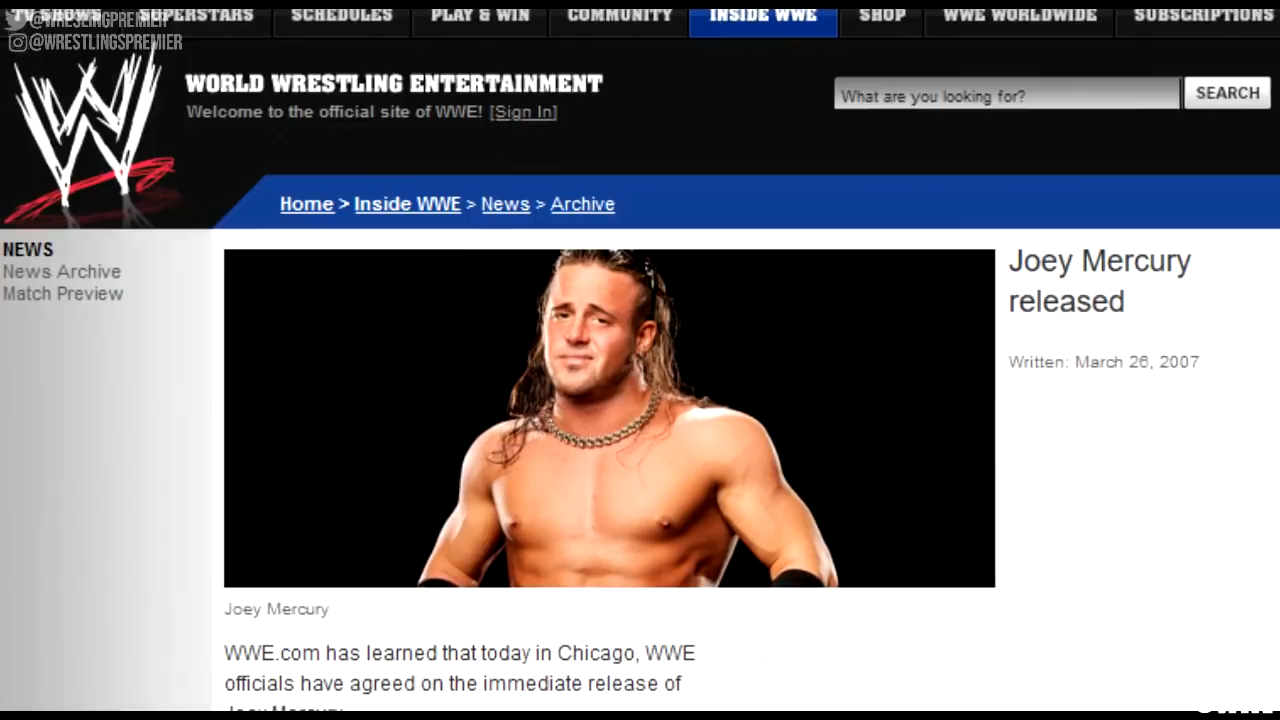 TV SHOWS SUPERSTARS SCHEDULES PLAY & WIN COMMUNITY INSIDE WWE SHOP WWE WORLDWIDE SUBSCRIPTIONS
@WRESLINGPREMIER
@WRESTLINGSPREMIER
WORLD WRESTLING ENTERTAINMENT
Welcome to the official site of WWE! [Sign In]
What are you looking for? SEARCH
Home > Inside WWE > News > Archive
NEWS
News Archive
Match Preview
Joey Mercury
released
Written: March 26, 2007
Joey Mercury
WWE.com has learned that today in Chicago, WWE
officials have agreed on the immediate release of
Joey Mercury